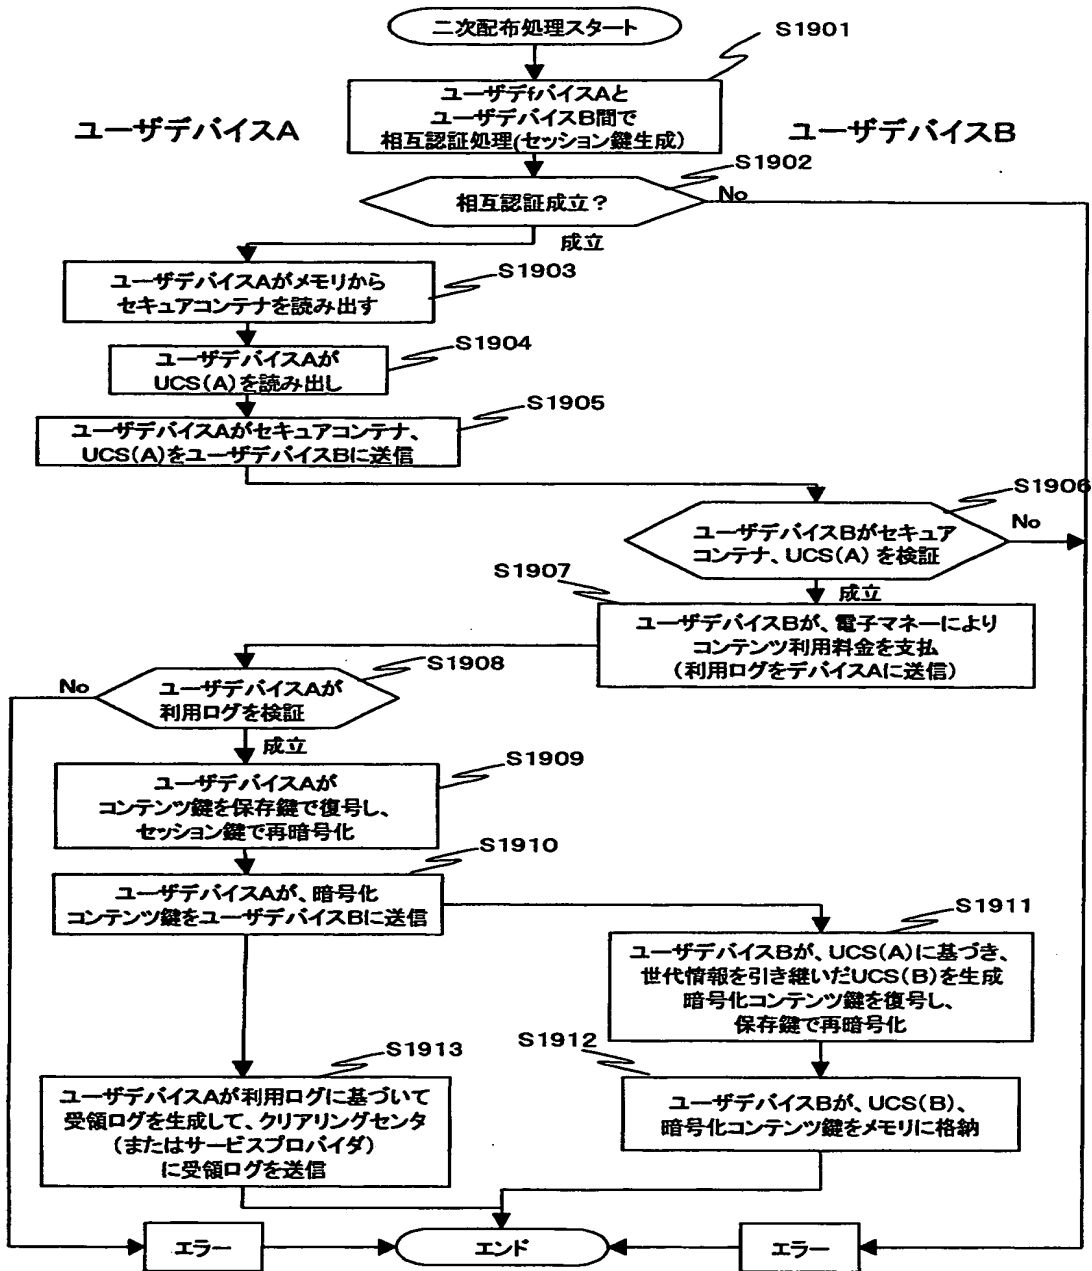 二次配布処理スタート
S1901
ユーザデfバイスAと
ユーザデバイスB間で
相互認証処理(セッション鍵生成)
ユーザデバイスA
ユーザデバイスB
S1902
相互認証成立？
No
成立
S1903
ユーザデバイスAがメモリから
セキュアコンテナを読み出す
S1904
ユーザデバイスAが
UCS(A)を読み出し
S1905
ユーザデバイスAがセキュアコンテナ、
UCS(A)をユーザデバイスBに送信
S1906
ユーザデバイスBがセキュア
コンテナ、UCS(A)を検証
No
成立
S1907
ユーザデバイスBが、電子マネーにより
コンテンツ利用料金を支払
(利用ログをデバイスAに送信)
S1908
ユーザデバイスAが
利用ログを検証
No
成立
S1909
ユーザデバイスAが
コンテンツ鍵を保存鍵で復号し、
セッション鍵で再暗号化
S1910
ユーザデバイスAが、暗号化
コンテンツ鍵をユーザデバイスBに送信
S1911
ユーザデバイスBが、UCS(A)に基づき、
世代情報を引き継いだUCS(B)を生成
暗号化コンテンツ鍵を復号し、
保存鍵で再暗号化
S1912
ユーザデバイスBが、UCS(B)、
暗号化コンテンツ鍵をメモリに格納
S1913
ユーザデバイスAが利用ログに基づいて
受領ログを生成して、クリアリングセンタ
(またはサービスプロバイダ)
に受領ログを送信
エラー
エンド
エラー